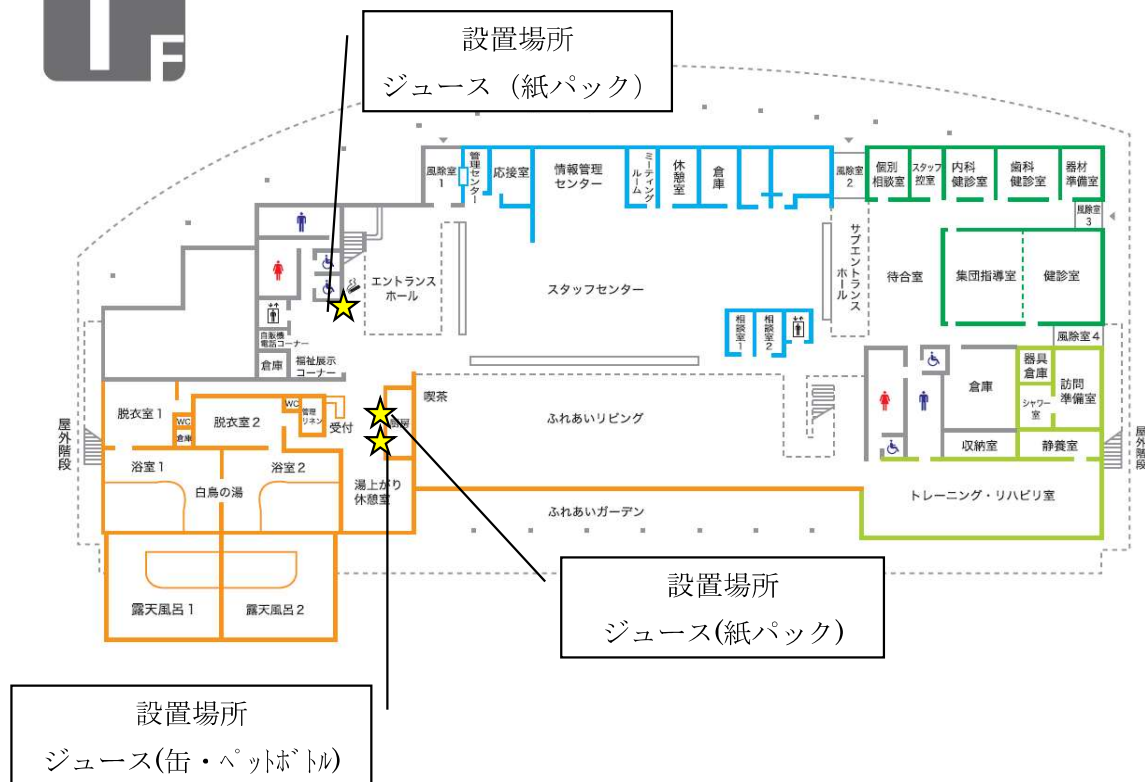 1F
設置場所
ジュース（紙パック）
風除室
1
管理
センター
応接室
情報管理
センター
ミーティング
ルーム
休憩室
倉庫
風除室
2
個別
相談室
スタッフ
控室
内科
健診室
歯科
健診室
器材
準備室
風除室
3
サブエントランス
ホール
待合室
集団指導室
健診室
エントランス
ホール
スタッフセンター
自販機
電話コーナー
倉庫
福祉展示
コーナー
相談室1
相談室2
風除室4
器具
倉庫
倉庫
訪問
準備室
シャワー
室
収納室
静養室
屋外階段
屋外階段
脱衣室1
WC
倉庫
脱衣室2
WC
管理
リネン
受付
喫茶
厨房
ふれあいリビング
浴室1
浴室2
白鳥の湯
湯上がり
休憩室
トレーニング・リハビリ室
ふれあいガーデン
露天風呂1
露天風呂2
設置場所
ジュース(紙パック)
設置場所
ジュース(缶・ﾍﾟｯﾄﾎﾞﾄﾙ)